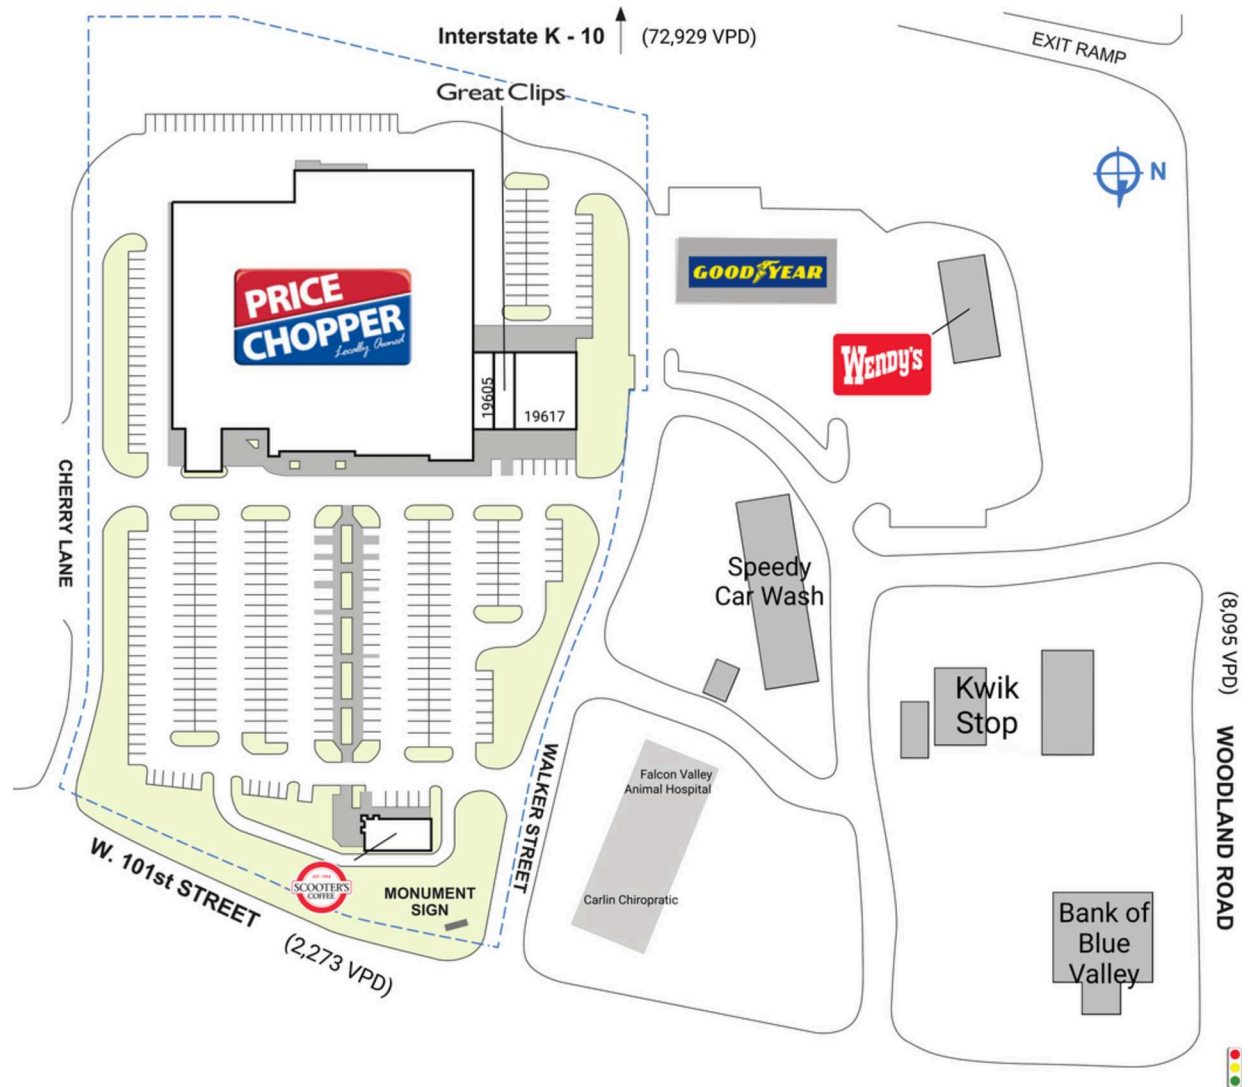 Interstate K - 10 (72,929 VPD)
EXIT RAMP
Great Clips
N
PRICE
CHOPPER
Locally Owned
GOODYEAR
WENDY'S
19605
19617
CHERRY LANE
Speedy
Car Wash
(8,095 VPD)
Kwik
Stop
WOODLAND ROAD
WALKER STREET
Falcon Valley
Animal Hospital
W. 101st STREET
(2,273 VPD)
SCOOTER'S
COFFEE
MONUMENT
SIGN
Carlin Chiropratic
Bank of
Blue
Valley